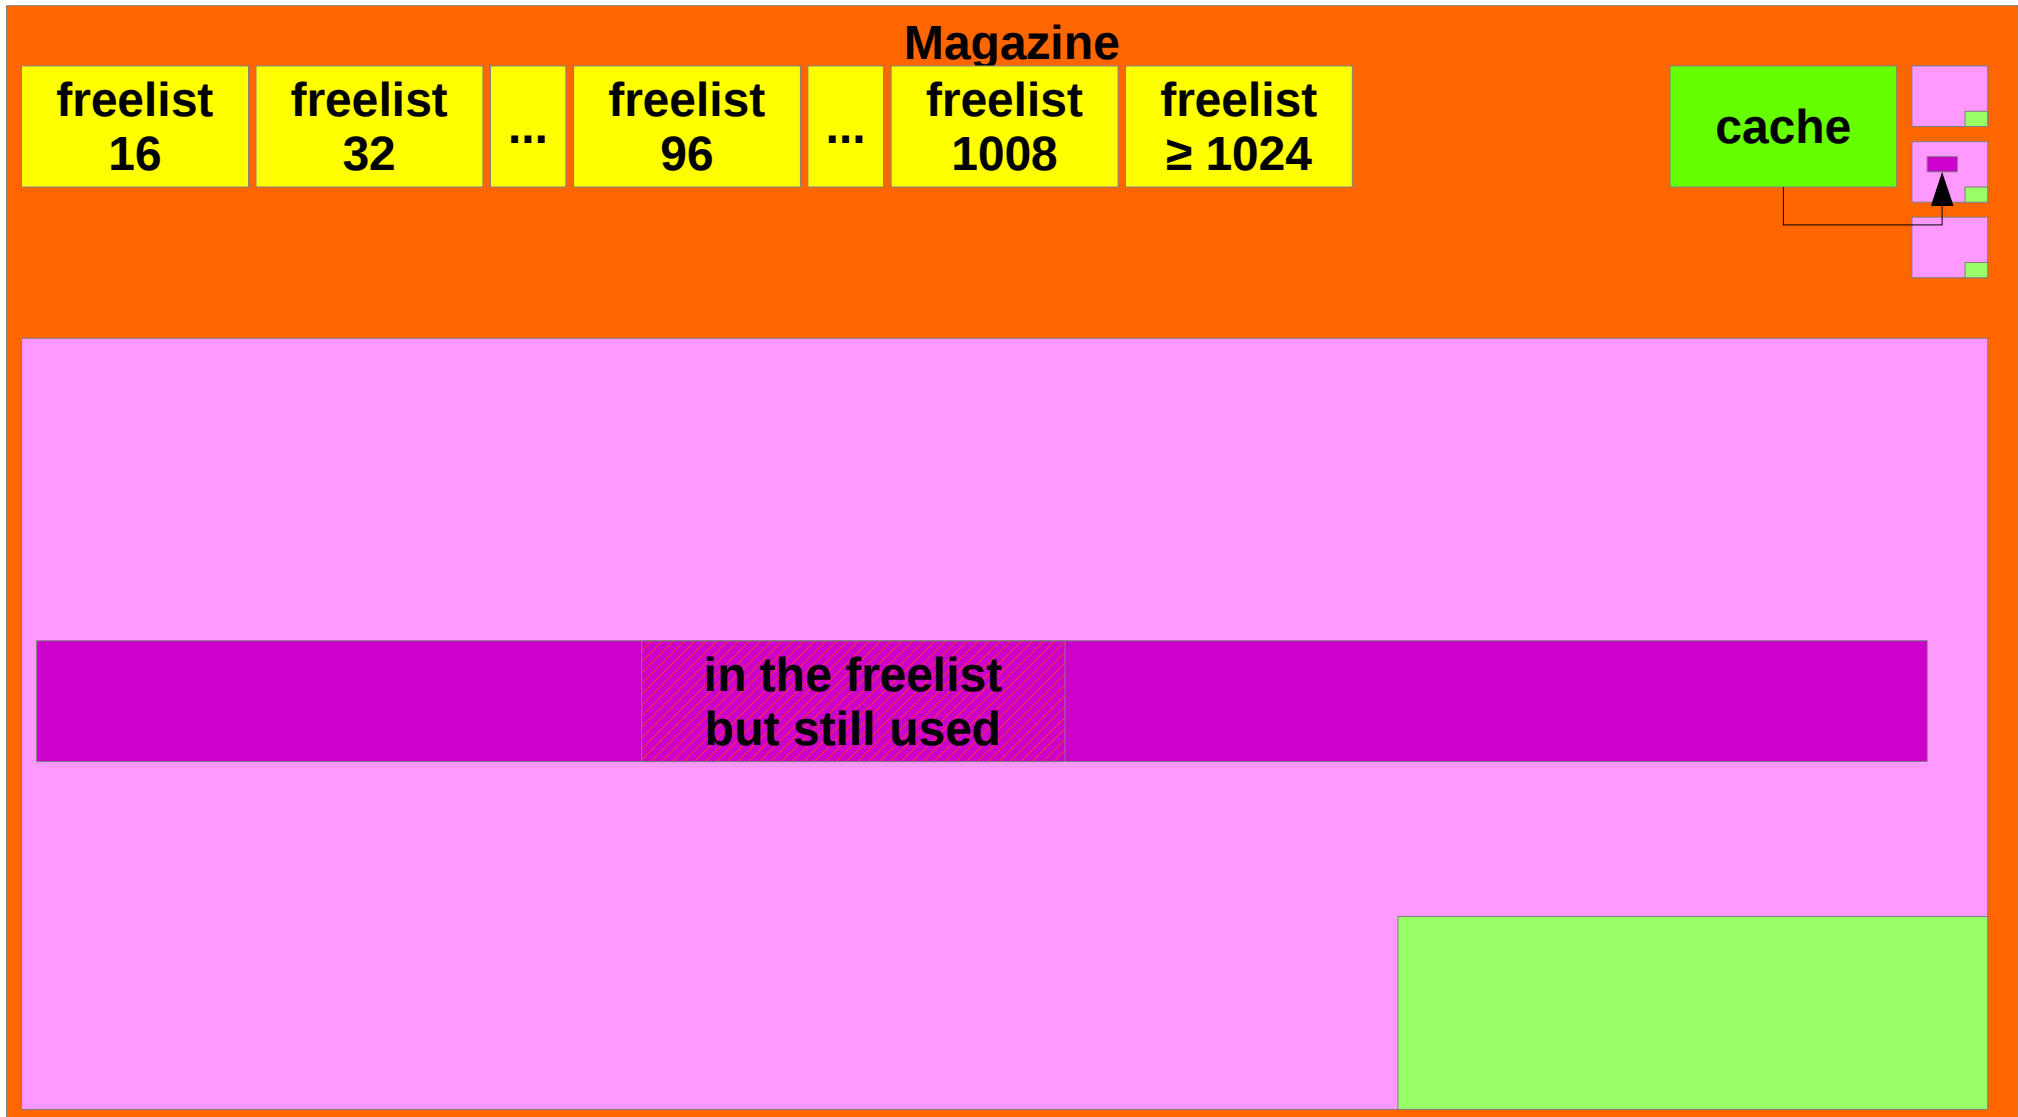 Magazine
freelist
16
freelist
32
...
freelist
96
...
freelist
1008
freelist
≥ 1024
cache
in the freelist
but still used